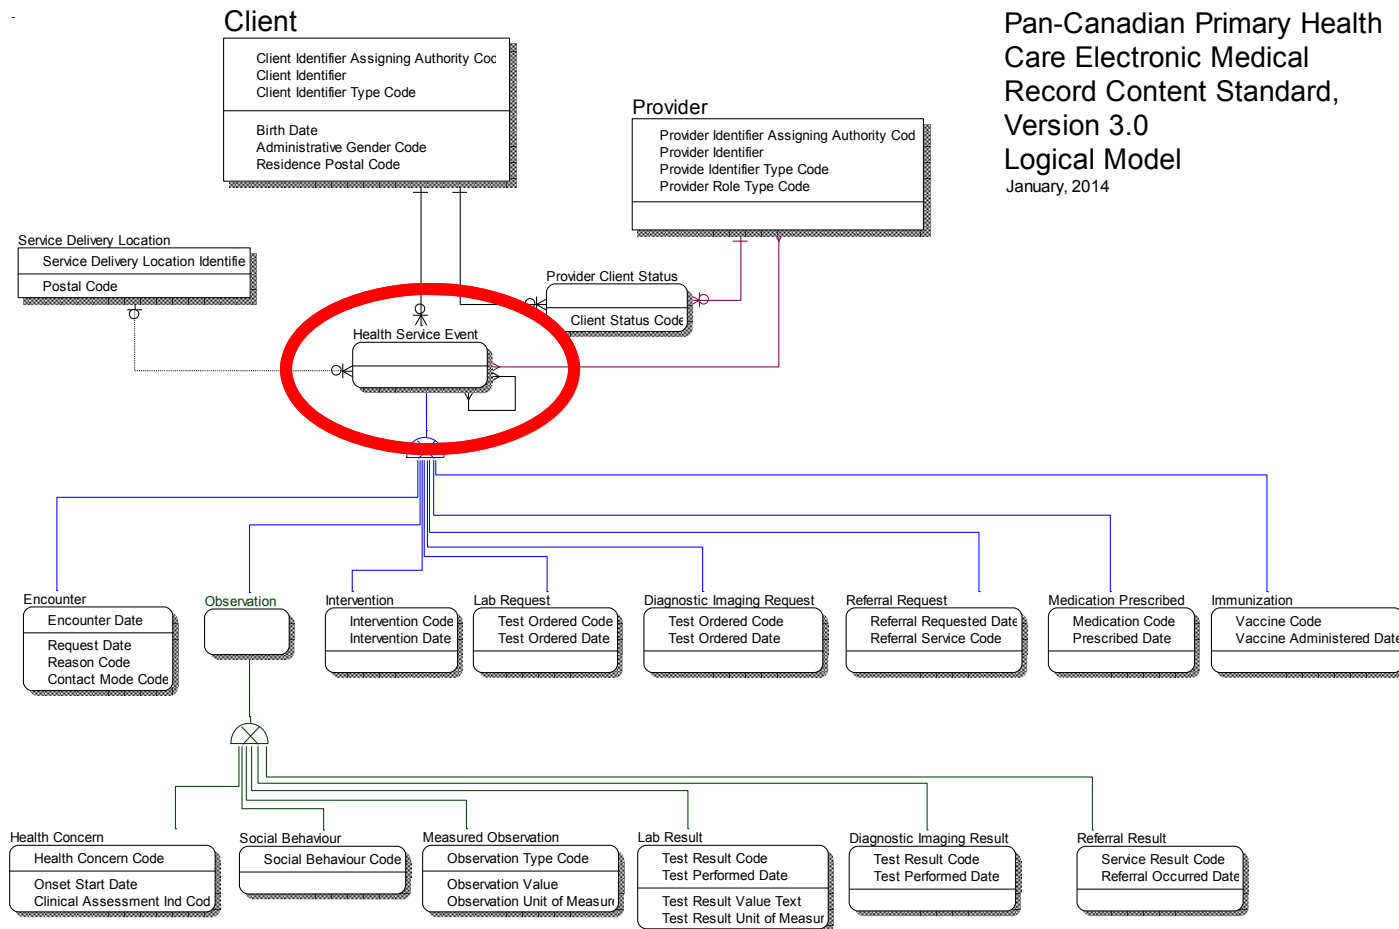 Client
Client Identifier Assigning Authority Coc
Client Identifier
Client Identifier Type Code
Birth Date
Administrative Gender Code
Residence Postal Code
Provider
Provider Identifier Assigning Authority Cod
Provider Identifier
Provide Identifier Type Code
Provider Role Type Code
Pan-Canadian Primary Health
Care Electronic Medical
Record Content Standard,
Version 3.0
Logical Model
January, 2014
Service Delivery Location
Service Delivery Location Identifie
Postal Code
Provider Client Status
Client Status Code
Health Service Event
Encounter
Encounter Date
Request Date
Reason Code
Contact Mode Code
Observation
Intervention
Intervention Code
Intervention Date
Lab Request
Test Ordered Code
Test Ordered Date
Diagnostic Imaging Request
Test Ordered Code
Test Ordered Date
Referral Request
Referral Requested Date
Referral Service Code
Medication Prescribed
Medication Code
Prescribed Date
Immunization
Vaccine Code
Vaccine Administered Date
Health Concern
Health Concern Code
Onset Start Date
Clinical Assessment Ind Cod
Social Behaviour
Social Behaviour Code
Measured Observation
Observation Type Code
Observation Value
Observation Unit of Measure
Lab Result
Test Result Code
Test Performed Date
Test Result Value Text
Test Result Unit of Measur
Diagnostic Imaging Result
Test Result Code
Test Performed Date
Referral Result
Service Result Code
Referral Occurred Date